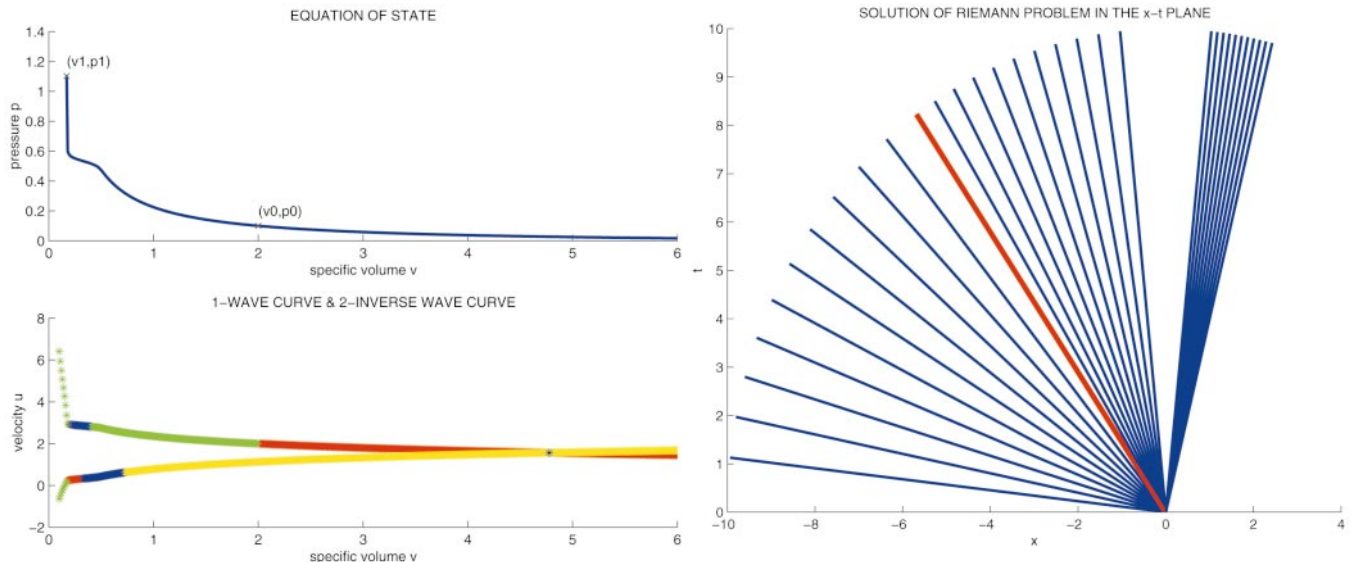 EQUATION OF STATE
1.4
1.2
1
0.8
0.6
0.4
0.2
0
pressure p
(v1,p1)
(v0,p0)
0 1 2 3 4 5 6
specific volume v
1−WAVE CURVE & 2−INVERSE WAVE CURVE
8
6
4
2
0
−2
velocity u
0 1 2 3 4 5 6
specific volume v
SOLUTION OF RIEMANN PROBLEM IN THE x−t PLANE
10
9
8
7
6
5
4
3
2
1
0
t
−10 −8 −6 −4 −2 0 2 4
x